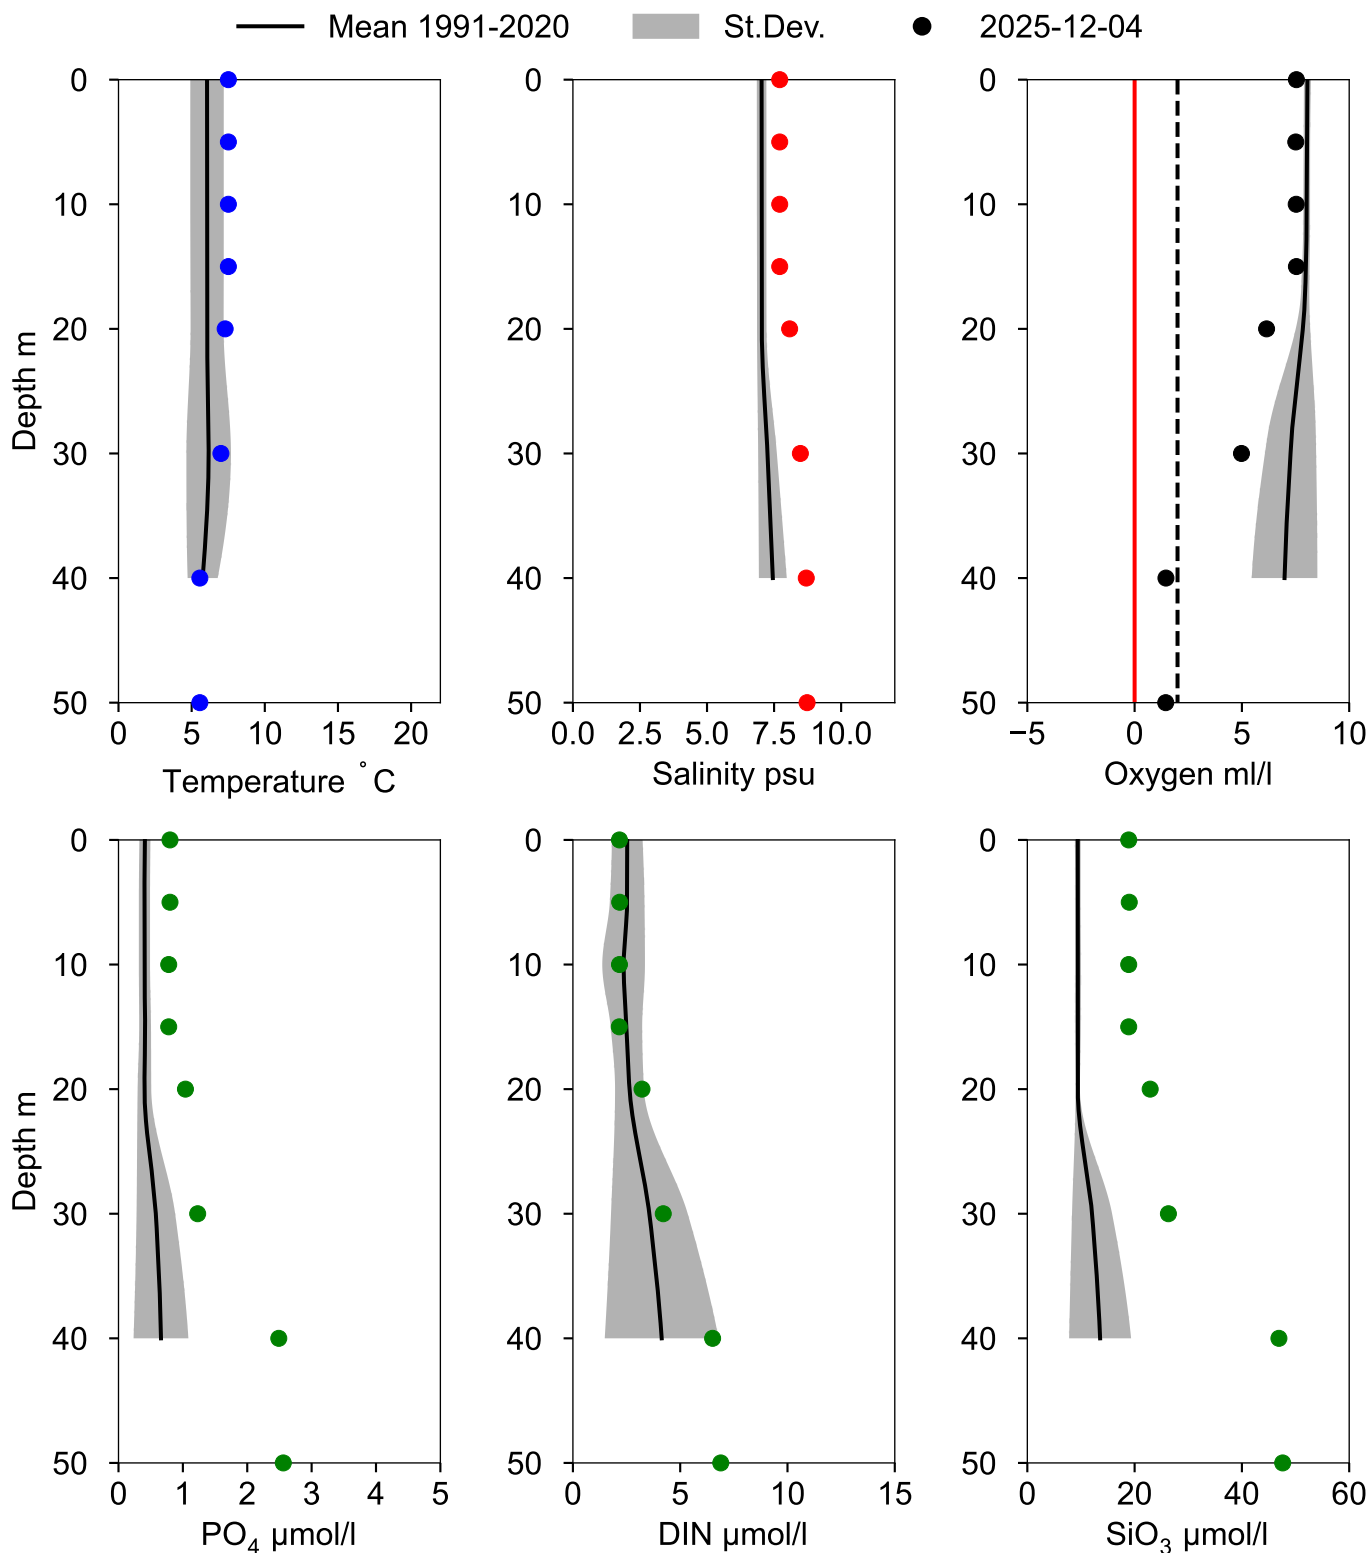 Mean 1991-2020 St.Dev. 2025-12-04
0 0 0
10 10 10
20 20 20
Depth m
30 30 30
40 40 40
50 50 50
0 5 10 15 20 0.0 2.5 5.0 7.5 10.0 −5 0 5 10
Temperature ° C Salinity psu Oxygen ml/l
0 0 0
10 10 10
20 20 20
Depth m
30 30 30
40 40 40
50 50 50
0 1 2 3 4 5 0 5 10 15 0 20 40 60
PO₄ µmol/l DIN µmol/l SiO₃ µmol/l